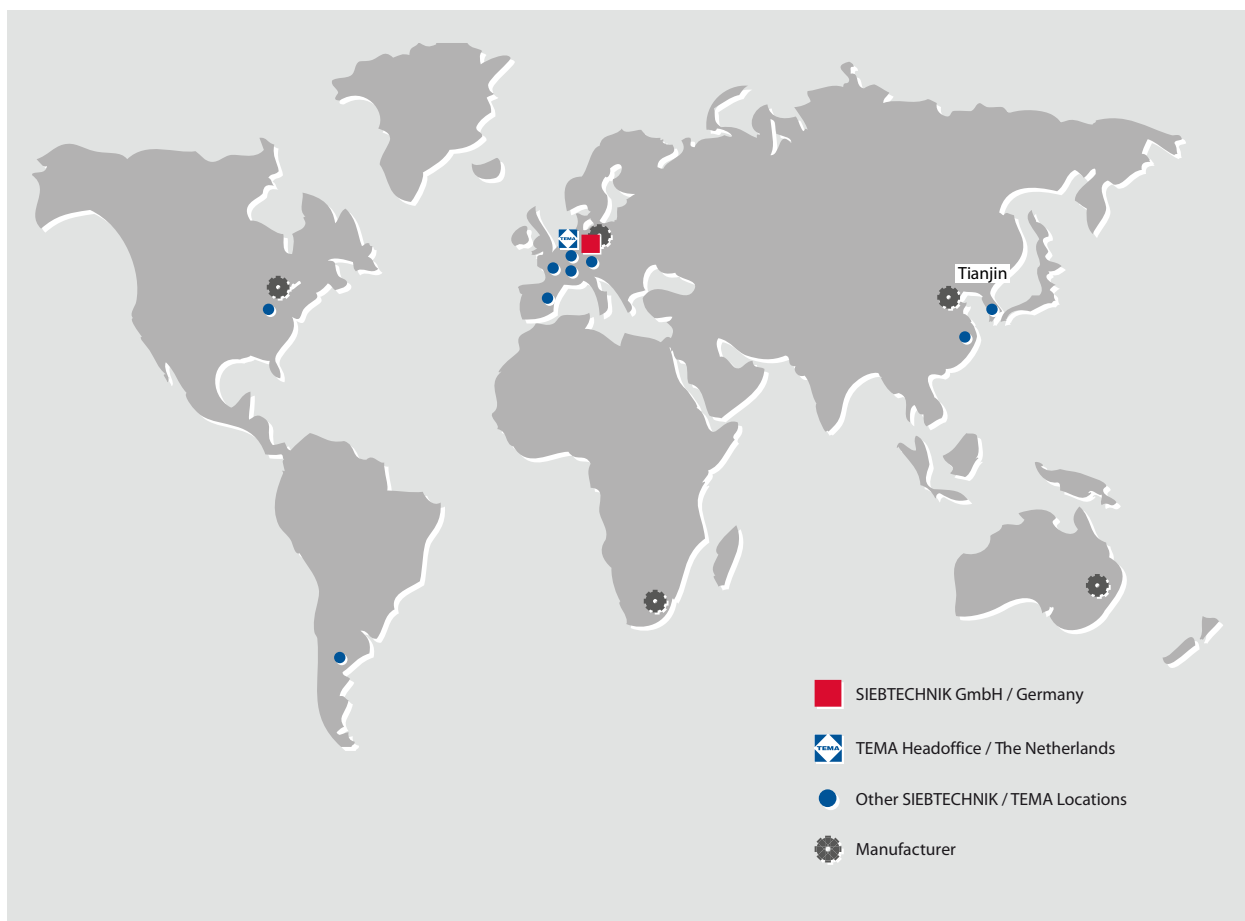 TEMA
Tianjin
SIEBTECHNIK GmbH / Germany
TEMA
TEMA Headoffice / The Netherlands
Other SIEBTECHNIK / TEMA Locations
Manufacturer